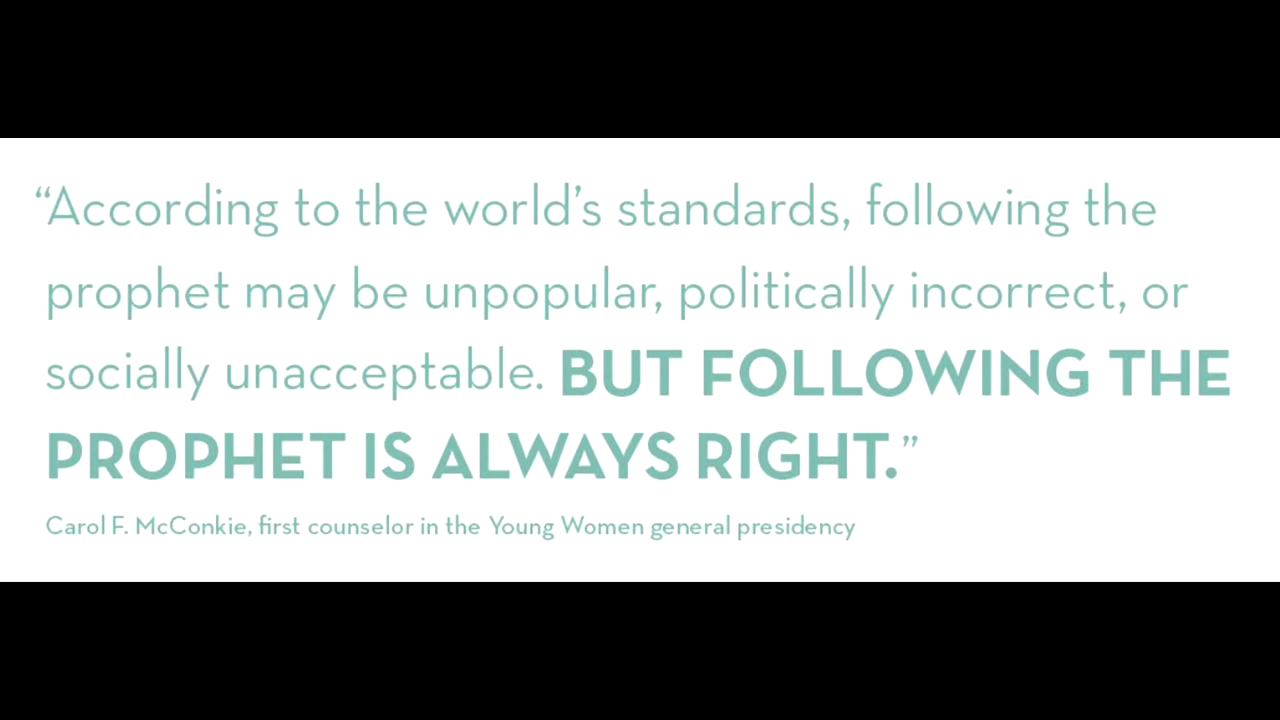 “According to the world’s standards, following the
prophet may be unpopular, politically incorrect, or
socially unacceptable. BUT FOLLOWING THE
PROPHET IS ALWAYS RIGHT.”
Carol F. McConkie, first counselor in the Young Women general presidency